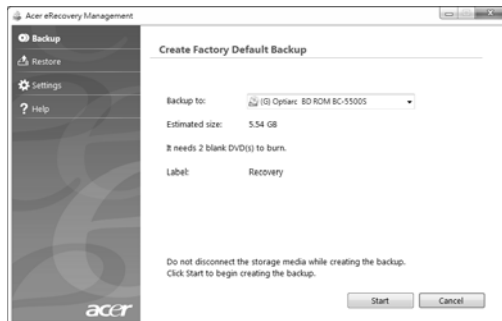 Acer eRecovery Management
Backup
Restore
Settings
Help
Create Factory Default Backup
Backup to: (G) Optiarc BD ROM BC-5500S
Estimated size: 5.54 GB
It needs 2 blank DVD(s) to burn.
Label: Recovery
Do not disconnect the storage media while creating the backup.
Click Start to begin creating the backup.
Start Cancel
acer